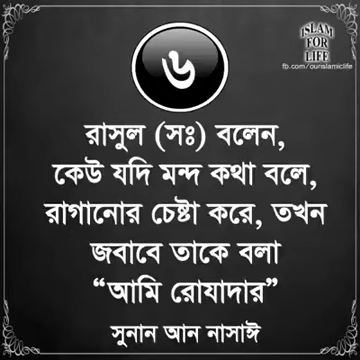 ISLAM
FOR
LIFE
fb.com/ourislamiclife
৬
রাসুল (সঃ) বলেন,
কেউ যদি মন্দ কথা বলে,
রাগানোর চেষ্টা করে, তখন
জবাবে তাকে বলা
“আমি রোযাদার”
সুনান আন নাসাঈ